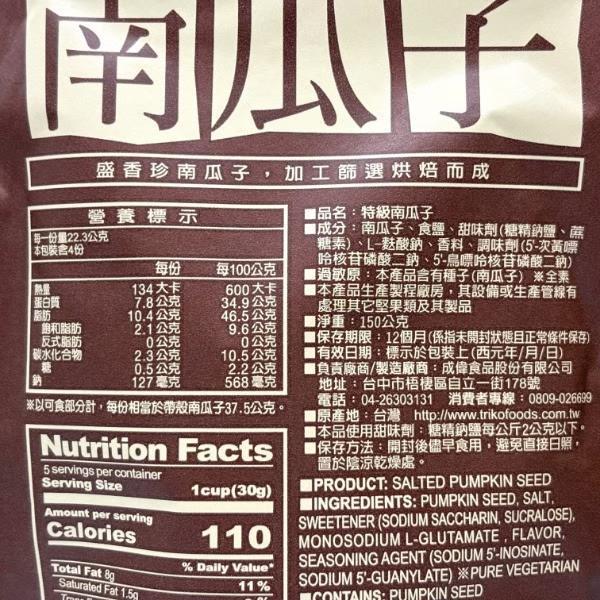 南瓜子
盛香珍南瓜子，加工篩選烘焙而成
營養標示
每一份量22.3公克
本包裝含4份
每份 每100公克
熱量 134大卡 600大卡
蛋白質 7.8公克 34.9公克
脂肪 10.4公克 46.5公克
飽和脂肪 2.1公克 9.6公克
反式脂肪 0公克 0公克
碳水化合物 2.3公克 10.5公克
糖 0.5公克 2.2公克
鈉 127毫克 568毫克
※以可食部分計，每份相當於帶殼南瓜子37.5公克。
Nutrition Facts
5 servings per container
Serving Size 1cup(30g)
Amount per serving
Calories 110
% Daily Value*
Total Fat 8g 11%
Saturated Fat 1.5g
■品名：特級南瓜子
■成分：南瓜子、食鹽、甜味劑(糖精鈉鹽、蔗
糖素)、L-麩酸鈉、香料、調味劑(5'-次黃嘌
呤核苷磷酸二鈉、5'-鳥嘌呤核苷磷酸二鈉)
■過敏原：本產品含有種子(南瓜子) ※全素
■本產品生產製程廠房，其設備或生產管線有
處理其它堅果類及其製品
■淨重：150公克
■保存期限：12個月(係指未開封狀態且正常條件保存)
■有效日期：標示於包裝上(西元年/月/日)
■負責廠商/製造廠商：成偉食品股份有限公司
地址：台中市梧棲區自立一街178號
電話：04-26303131 消費者專線：0809-026699
■原產地：台灣 http://www.trikofoods.com.tw
■本品使用甜味劑：糖精鈉鹽每公斤2公克以下。
■保存方法：開封後儘早食用，避免直接日照，
置於陰涼乾燥處。
■PRODUCT: SALTED PUMPKIN SEED
■INGREDIENTS: PUMPKIN SEED, SALT,
SWEETENER (SODIUM SACCHARIN, SUCRALOSE),
MONOSODIUM L-GLUTAMATE , FLAVOR,
SEASONING AGENT (SODIUM 5'-INOSINATE,
SODIUM 5'-GUANYLATE) ※PURE VEGETARIAN
■CONTAINS: PUMPKIN SEED